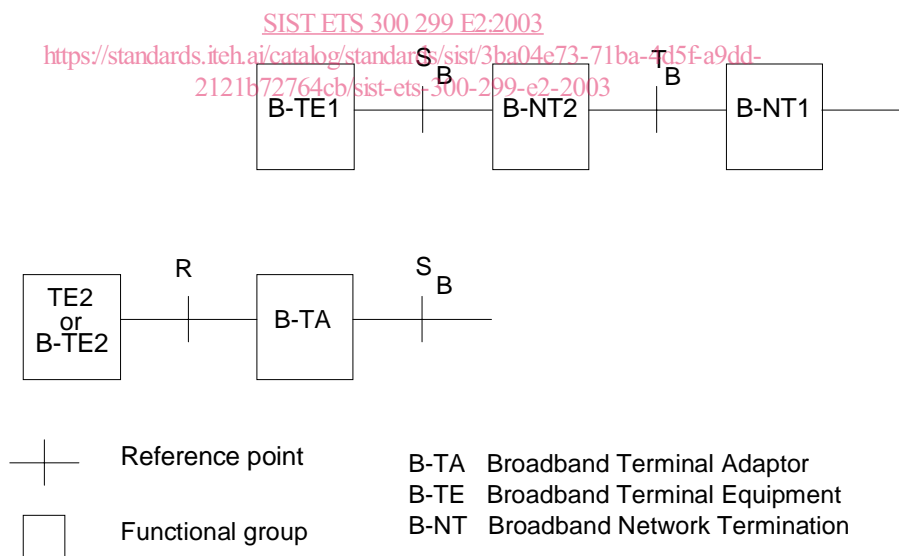 SIST ETS 300 299 E2:2003
https://standards.iteh.ai/catalog/standards/sist/3ba04e73-71ba-4d5f-a9dd-
2121b72764cb/sist-ets-300-299-e2-2003
S B
T B
B-TE1
B-NT2
B-NT1
R
S B
TE2
or
B-TE2
B-TA
Reference point
Functional group
B-TA Broadband Terminal Adaptor
B-TE Broadband Terminal Equipment
B-NT Broadband Network Termination